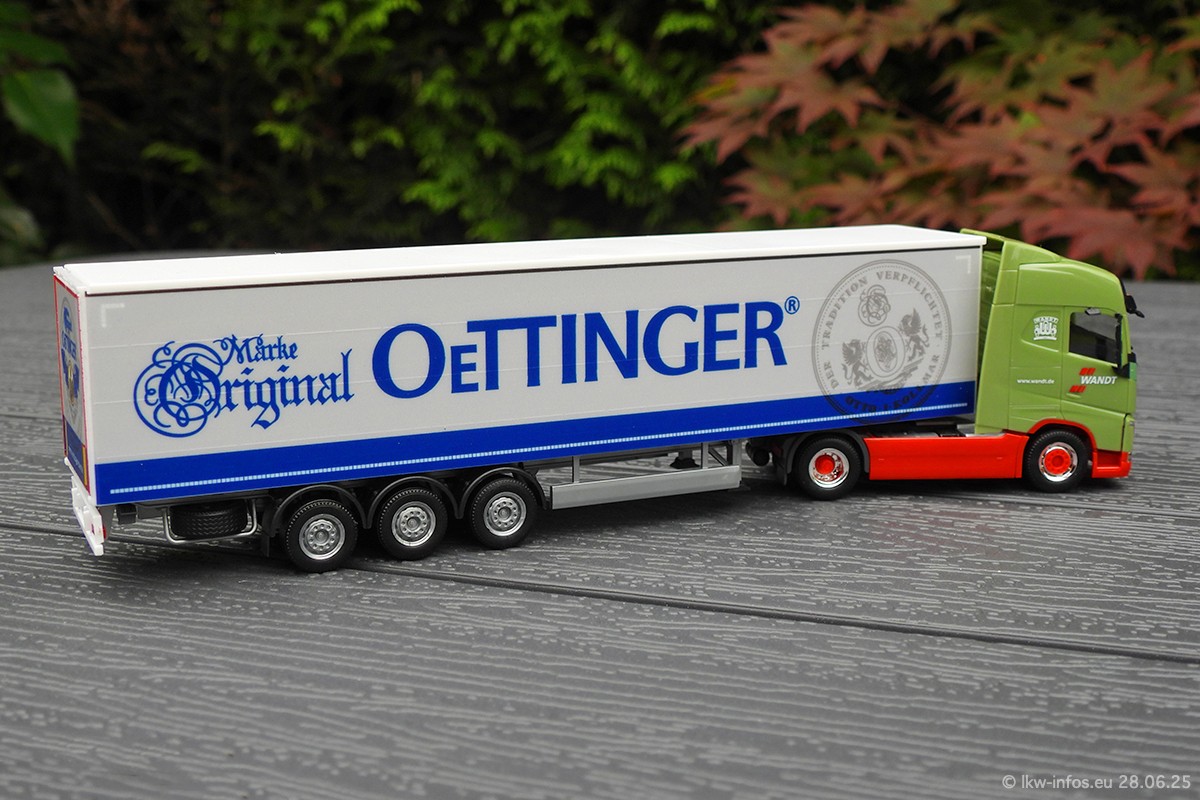 Marke
Original
OeTTINGER®
DER TRADITION VERPFLICHTET
www.wandt.de
WANDT
© lkw-infos.eu 28.06.25